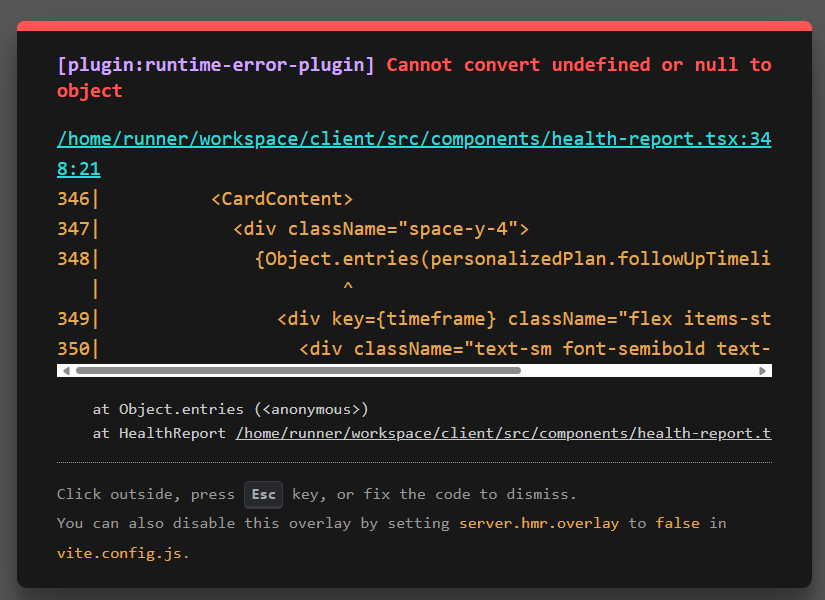 [plugin:runtime-error-plugin] Cannot convert undefined or null to
object
/home/runner/workspace/client/src/components/health-report.tsx:34
8:21
346|          <CardContent>
347|            <div className="space-y-4">
348|              {Object.entries(personalizedPlan.followUpTimeli
   |                      ^
349|                <div key={timeframe} className="flex items-st
350|                  <div className="text-sm font-semibold text-
at Object.entries (<anonymous>)
at HealthReport /home/runner/workspace/client/src/components/health-report.t
Click outside, press Esc key, or fix the code to dismiss.
You can also disable this overlay by setting server.hmr.overlay to false in
vite.config.js.